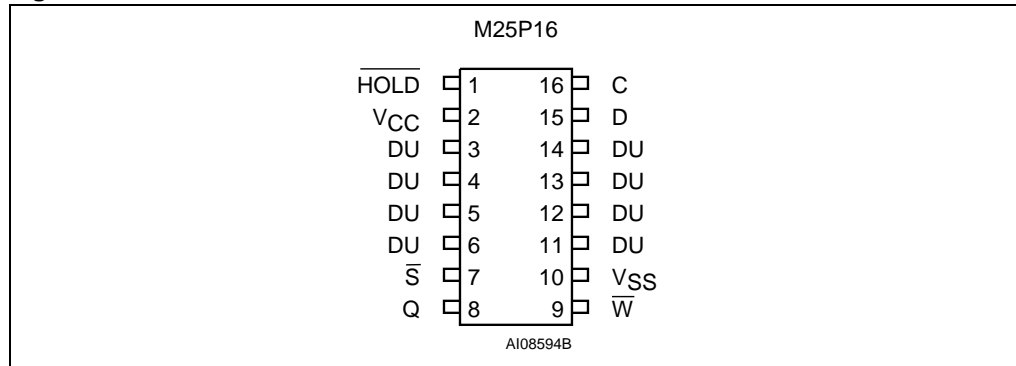 M25P16
HOLD 1 16 C
VCC 2 15 D
DU 3 14 DU
DU 4 13 DU
DU 5 12 DU
DU 6 11 DU
S 7 10 VSS
Q 8 9 W
AI08594B